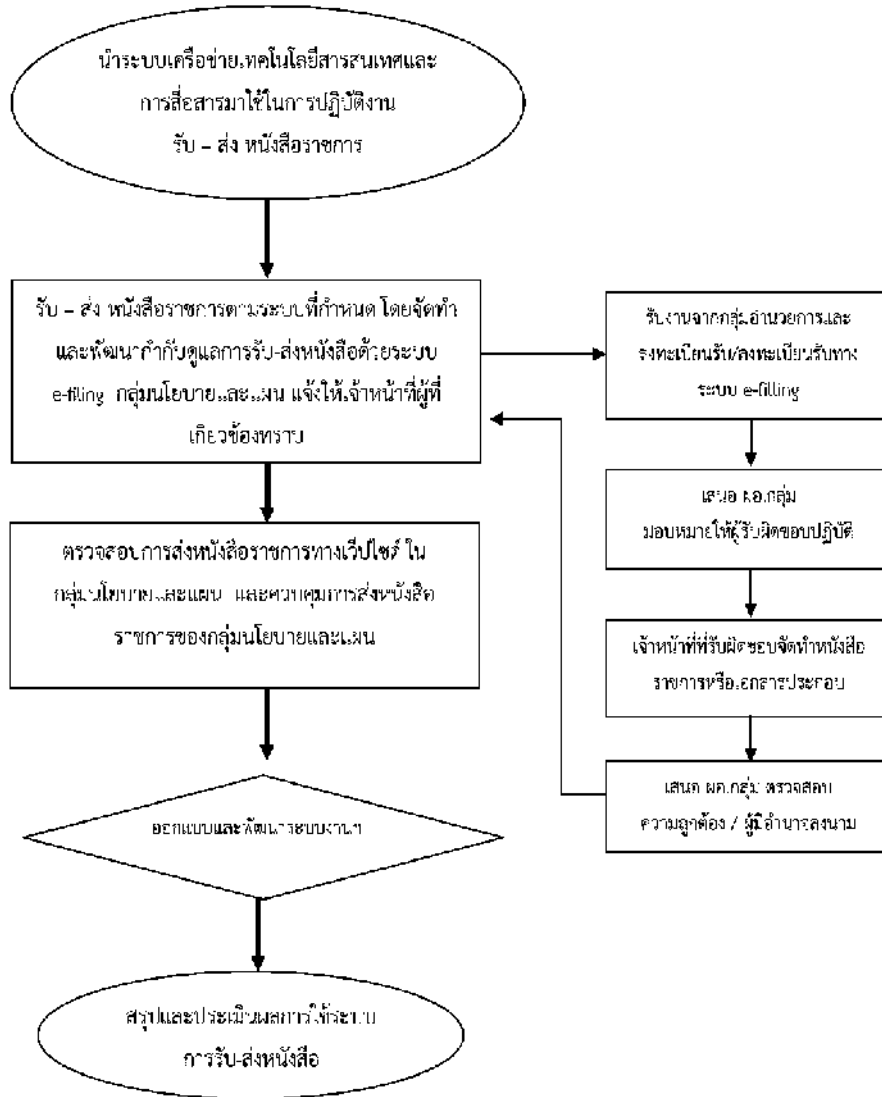 นำระบบเครือข่ายเทคโนโลยีสารสนเทศและ
การสื่อสารมาใช้ในการปฏิบัติงาน
รับ – ส่ง หนังสือราชการ
รับ – ส่ง หนังสือราชการตามระบบที่กำหนด โดยจัดทำ
และพัฒนากำกับดูแลการรับ-ส่งหนังสือด้วยระบบ
e-filing กลุ่มนโยบายและแผน แจ้งให้เจ้าหน้าที่ผู้ที่
เกี่ยวข้องทราบ
ตรวจสอบการส่งหนังสือราชการทางเว็ปไซต์ ใน
กลุ่มนโยบายและแผน และควบคุมการส่งหนังสือ
ราชการของกลุ่มนโยบายและแผน
ออกแบบและพัฒนาระบบงานฯ
สรุปและประเมินผลการใช้ระบบ
การรับ-ส่งหนังสือ
รับงานจากกลุ่มอำนวยการและ
ลงทะเบียนรับ/ลงทะเบียนรับทาง
ระบบ e-filling
เสนอ ผอ.กลุ่ม
มอบหมายให้ผู้รับผิดชอบปฏิบัติ
เจ้าหน้าที่ที่รับผิดชอบจัดทำหนังสือ
ราชการหรือเอกสารประกอบ
เสนอ ผอ.กลุ่ม ตรวจสอบ
ความถูกต้อง / ผู้มีอำนาจลงนาม